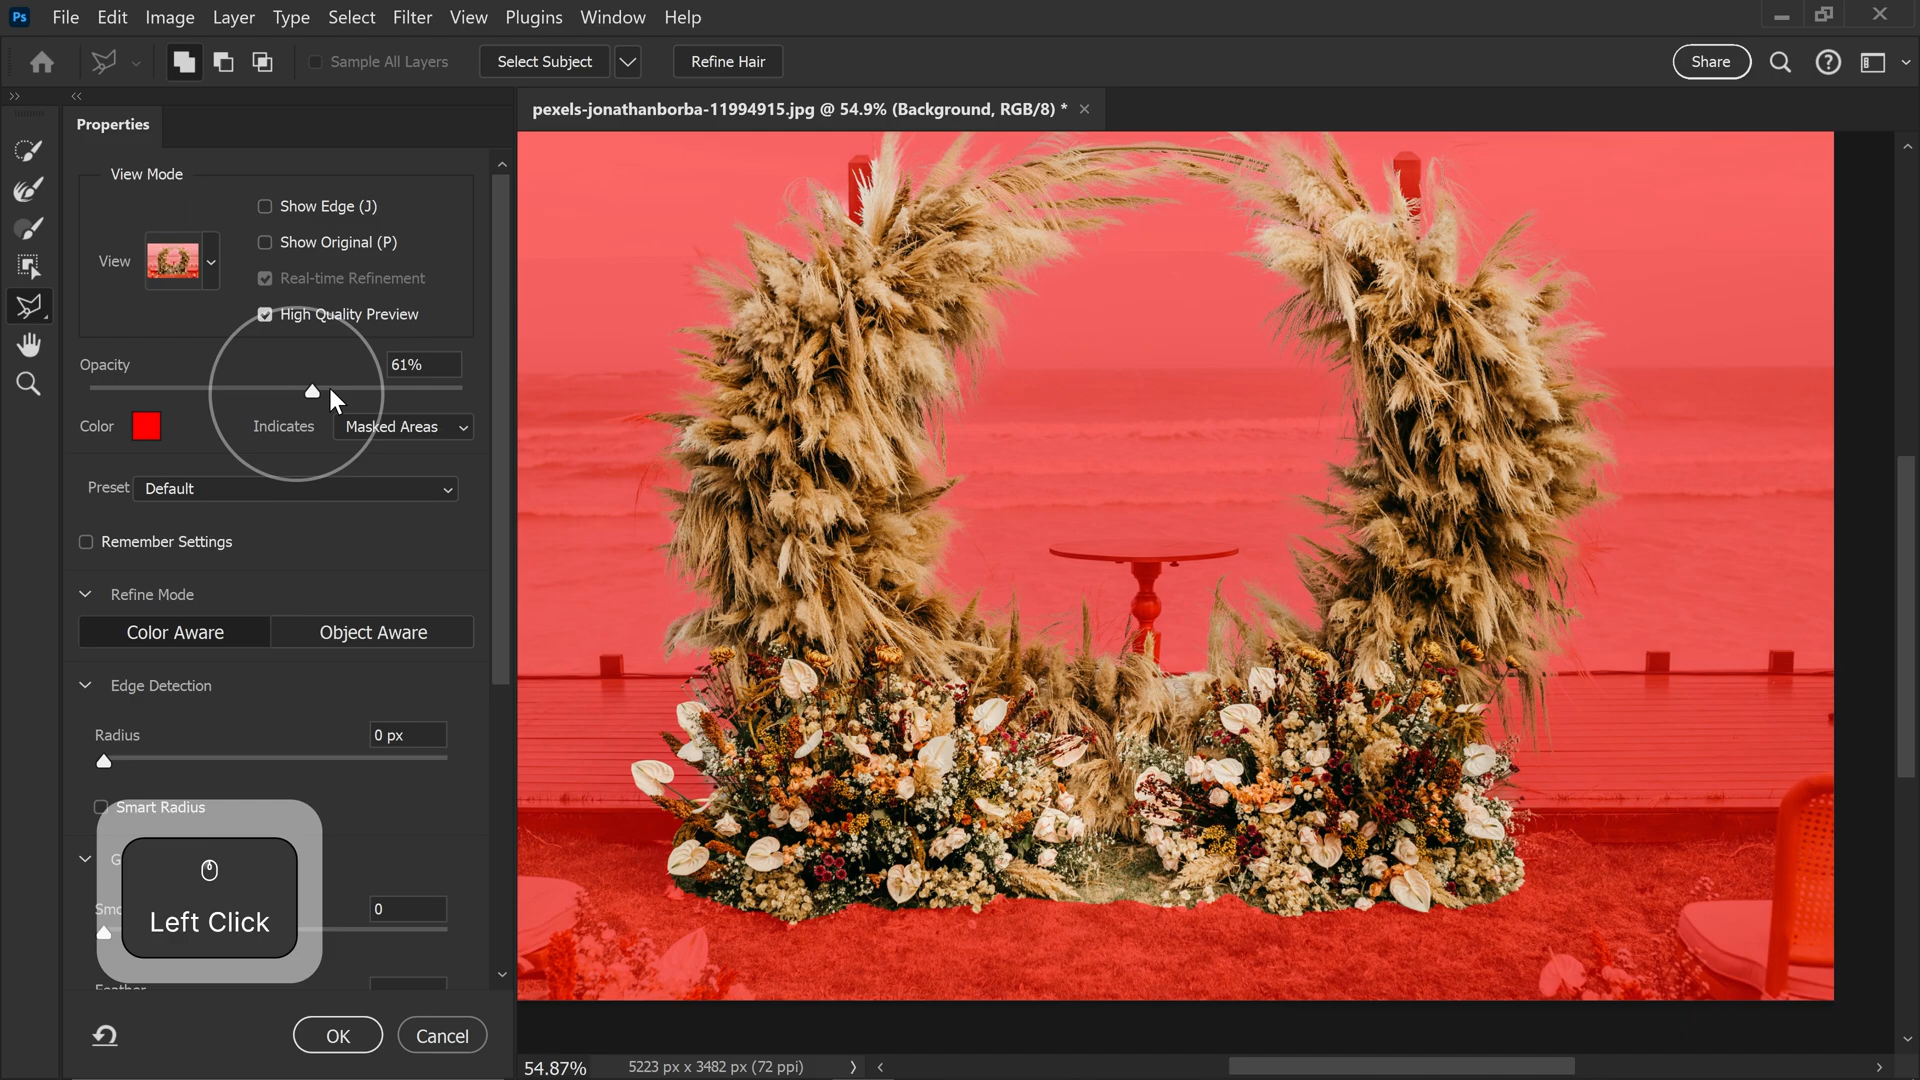 Ps File Edit Image Layer Type Select Filter View Plugins Window Help
Sample All Layers Select Subject Refine Hair Share
Properties
pexels-jonathanborba-11994915.jpg @ 54.9% (Background, RGB/8) *
View Mode
Show Edge (J)
Show Original (P)
View
Real-time Refinement
High Quality Preview
Opacity 61%
Color Indicates Masked Areas
Preset Default
Remember Settings
Refine Mode
Color Aware Object Aware
Edge Detection
Radius 0 px
Smart Radius
G
Smo 0
Left Click
Feather
OK Cancel
54.87% 5223 px x 3482 px (72 ppi)